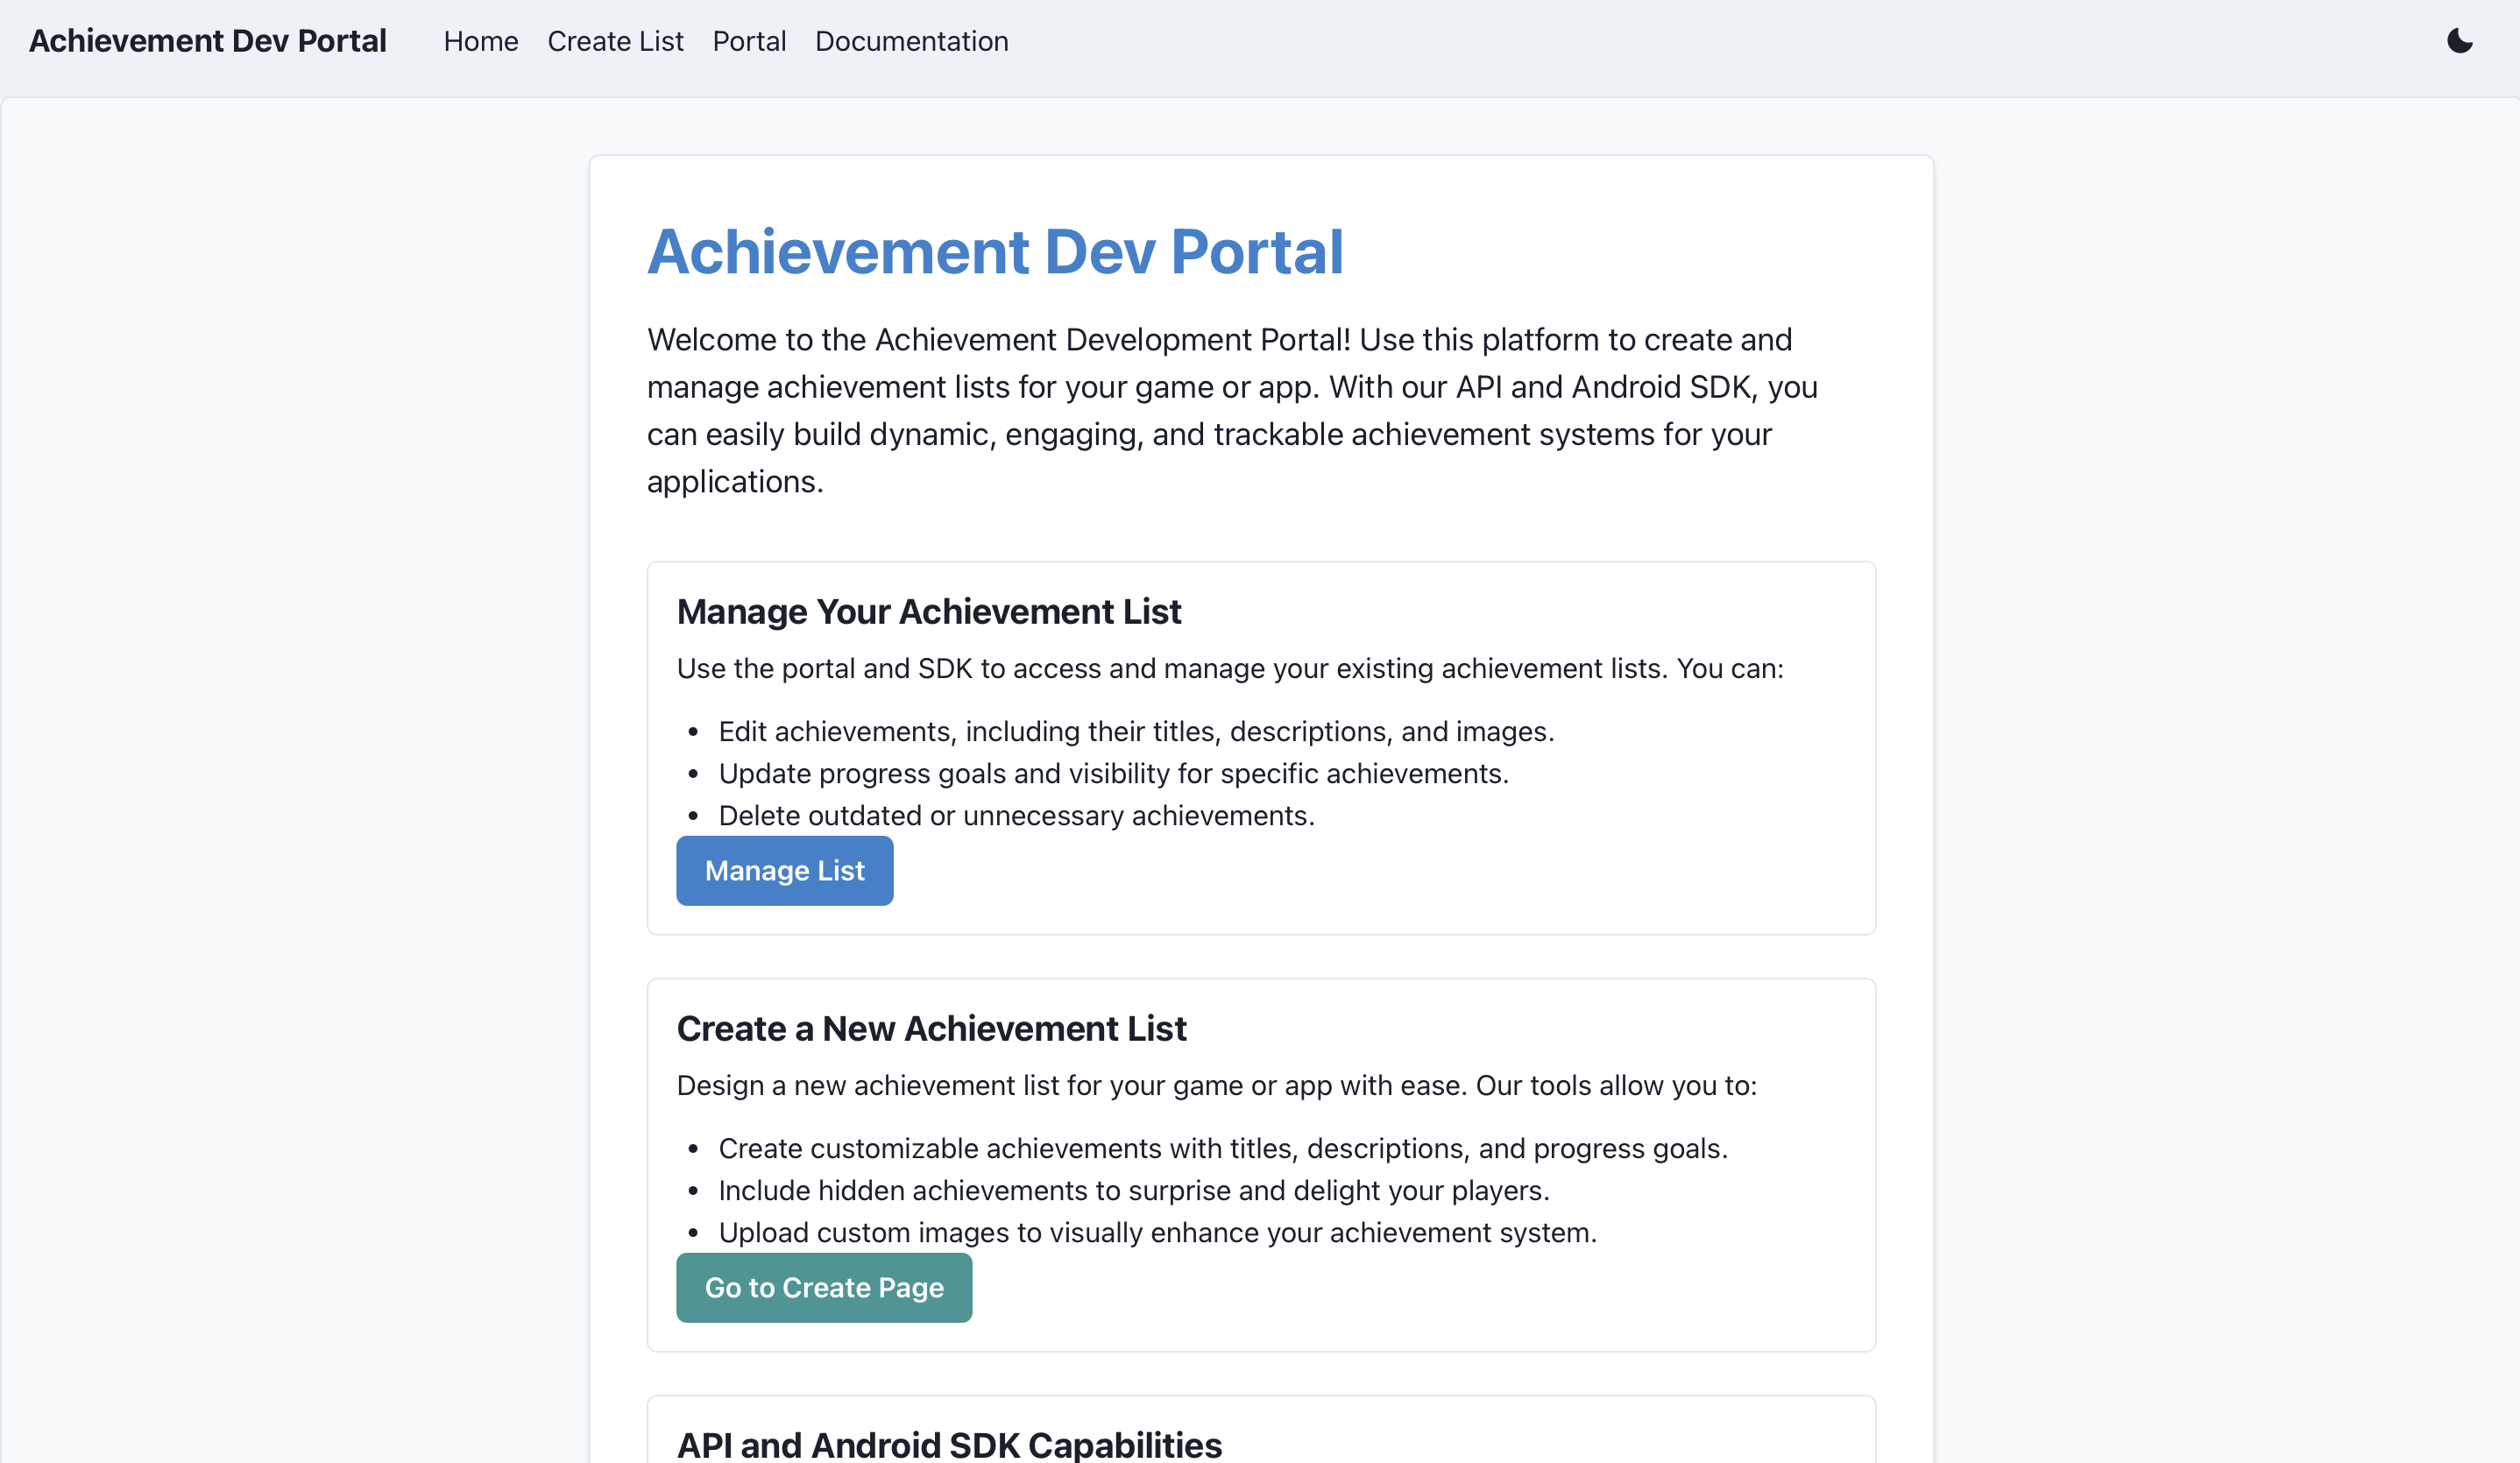 Achievement Dev Portal
Home Create List Portal Documentation
Achievement Dev Portal
Welcome to the Achievement Development Portal! Use this platform to create and
manage achievement lists for your game or app. With our API and Android SDK, you
can easily build dynamic, engaging, and trackable achievement systems for your
applications.
Manage Your Achievement List
Use the portal and SDK to access and manage your existing achievement lists. You can:
• Edit achievements, including their titles, descriptions, and images.
• Update progress goals and visibility for specific achievements.
• Delete outdated or unnecessary achievements.
Manage List
Create a New Achievement List
Design a new achievement list for your game or app with ease. Our tools allow you to:
• Create customizable achievements with titles, descriptions, and progress goals.
• Include hidden achievements to surprise and delight your players.
• Upload custom images to visually enhance your achievement system.
Go to Create Page
API and Android SDK Capabilities